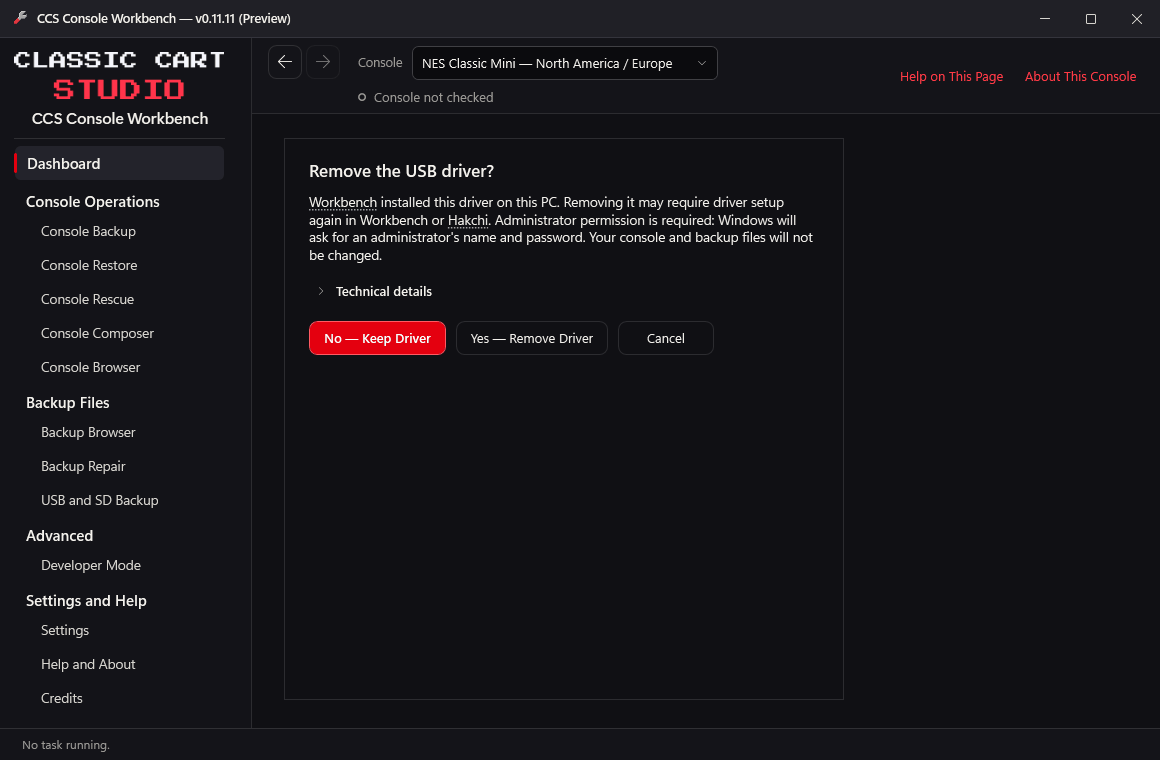 CCS Console Workbench — v0.11.11 (Preview)
CLASSIC CART
STUDIO
CCS Console Workbench
Dashboard
Console Operations
Console Backup
Console Restore
Console Rescue
Console Composer
Console Browser
Backup Files
Backup Browser
Backup Repair
USB and SD Backup
Advanced
Developer Mode
Settings and Help
Settings
Help and About
Credits
Console
NES Classic Mini — North America / Europe
Console not checked
Help on This Page
About This Console
Remove the USB driver?
Workbench installed this driver on this PC. Removing it may require driver setup
again in Workbench or Hakchi. Administrator permission is required: Windows will
ask for an administrator's name and password. Your console and backup files will not
be changed.
Technical details
No — Keep Driver
Yes — Remove Driver
Cancel
No task running.